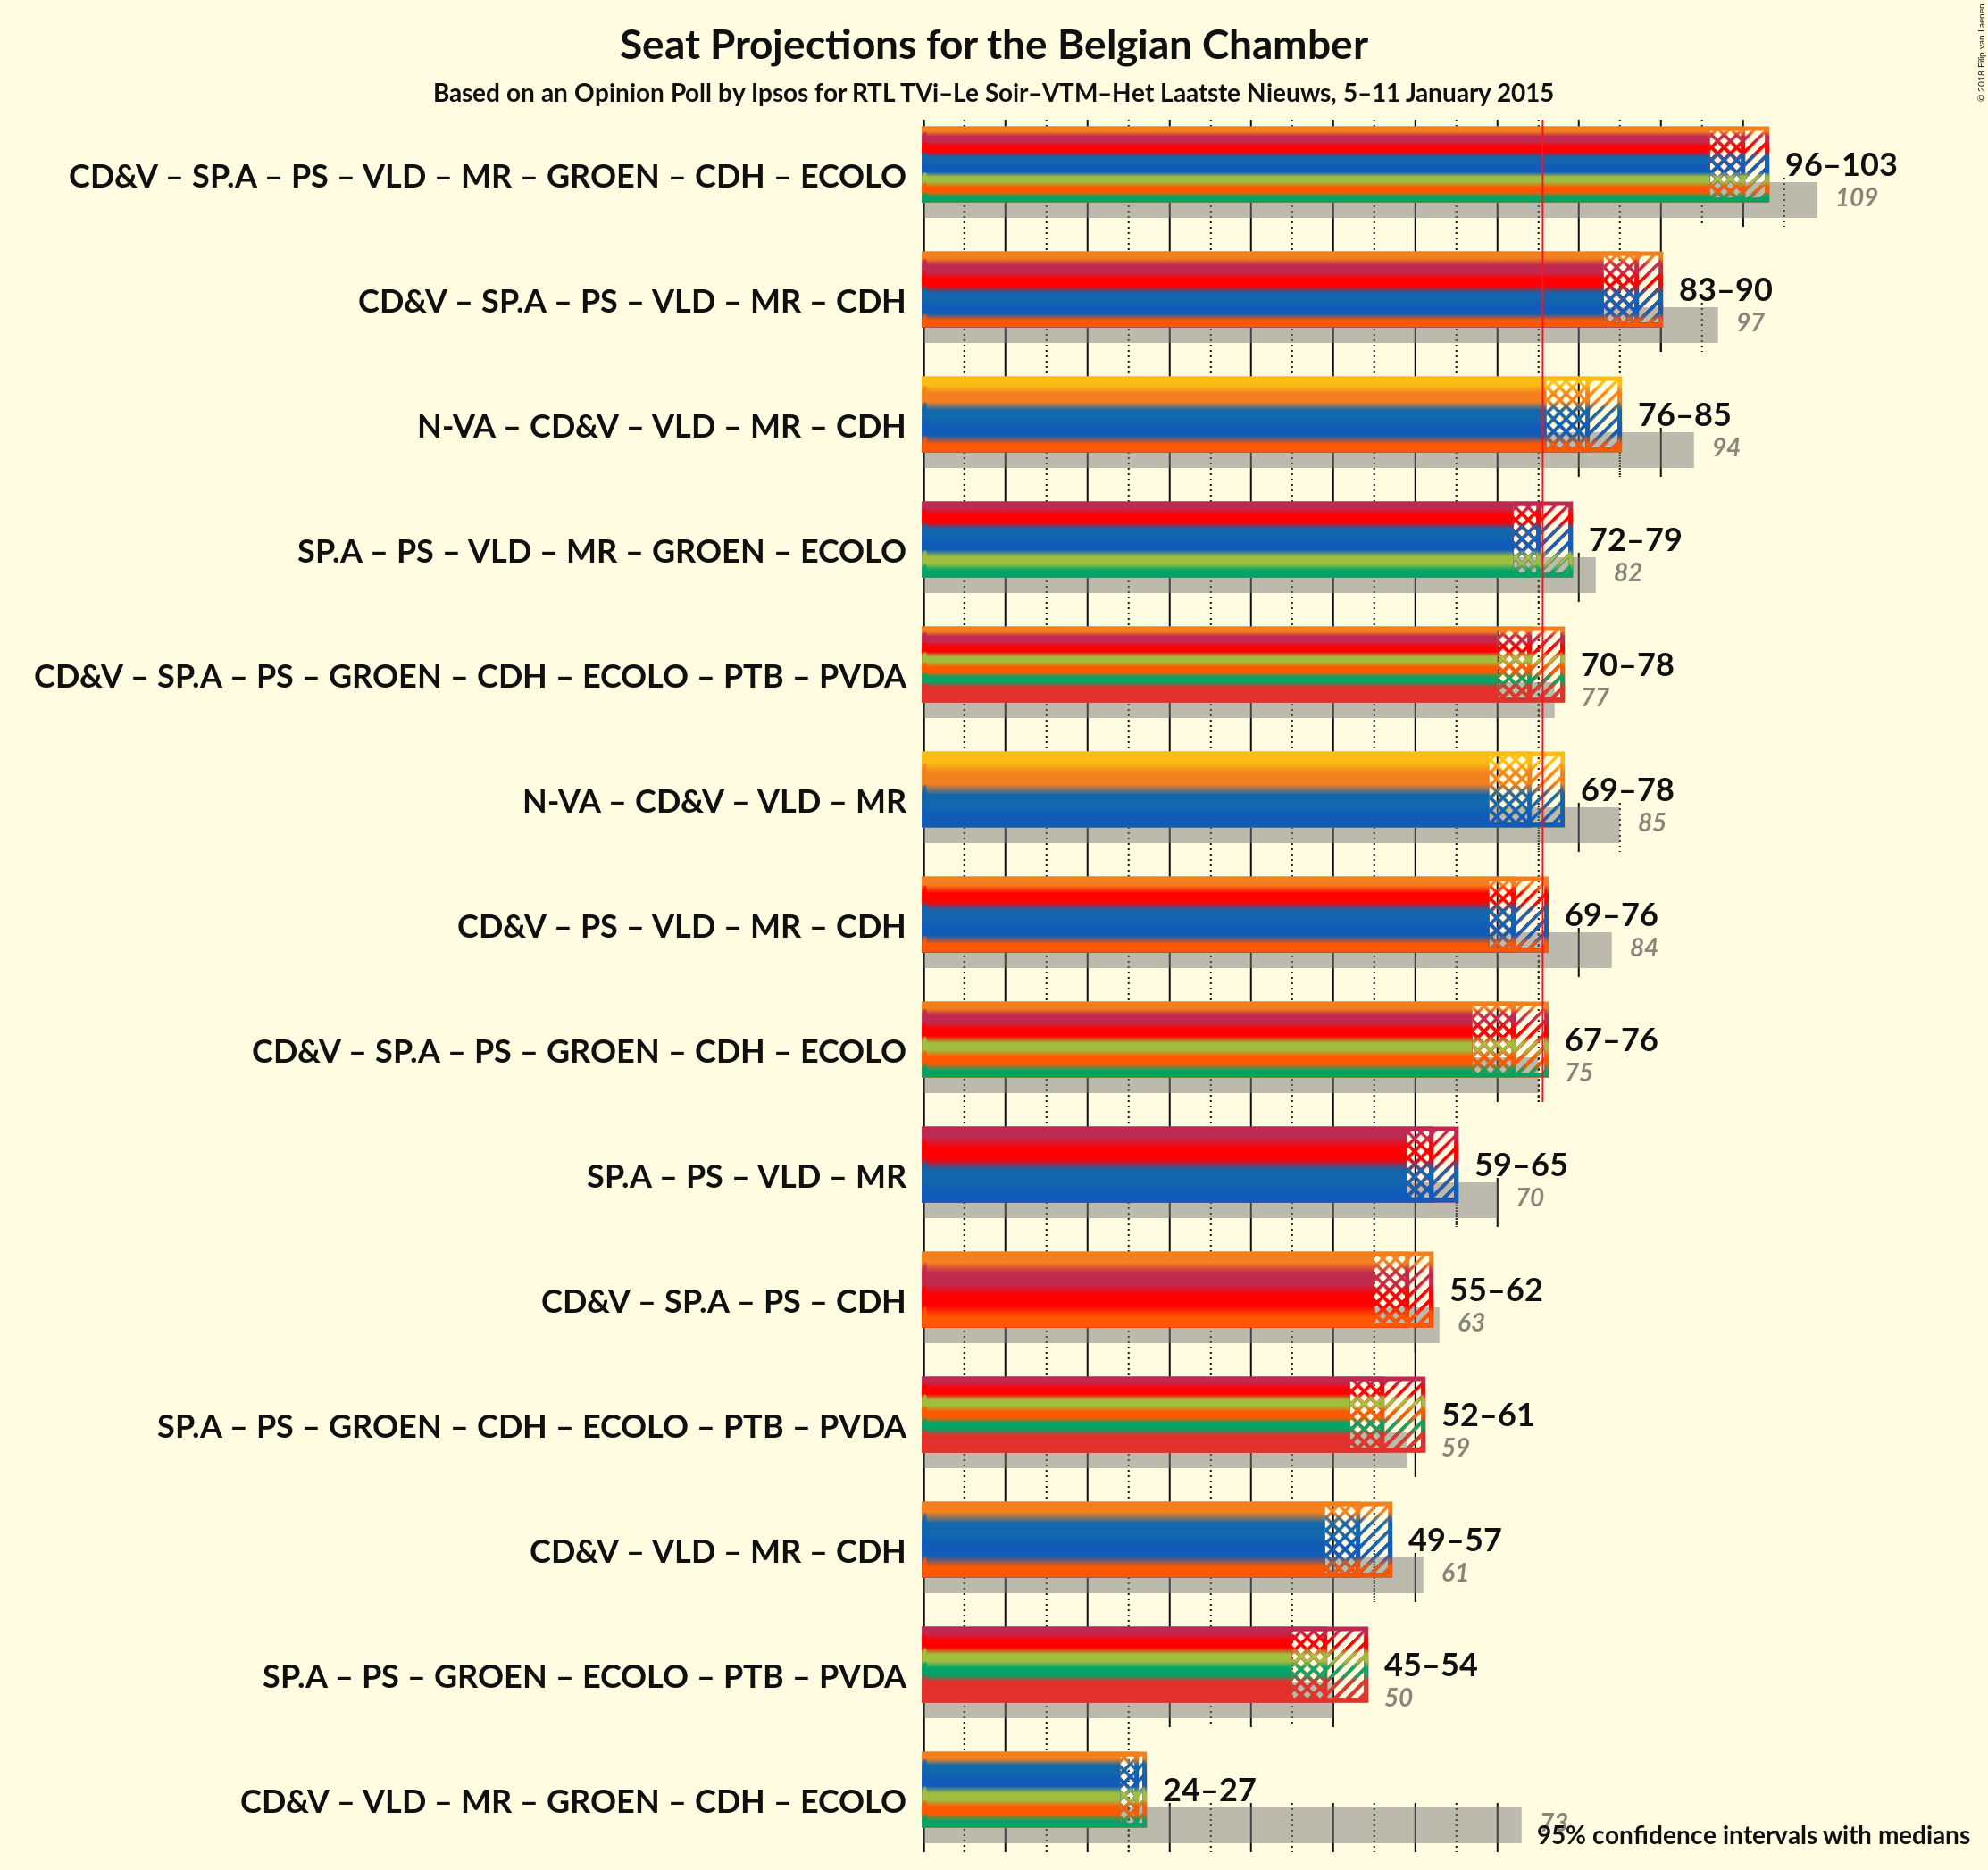 Seat Projections for the Belgian Chamber
Based on an Opinion Poll by Ipsos for RTL TVi–Le Soir–VTM–Het Laatste Nieuws, 5–11 January 2015
© 2018 Filip van Laenen
CD&V – SP.A – PS – VLD – MR – GROEN – CDH – ECOLO
96–103
109
CD&V – SP.A – PS – VLD – MR – CDH
83–90
97
N-VA – CD&V – VLD – MR – CDH
76–85
94
SP.A – PS – VLD – MR – GROEN – ECOLO
72–79
82
CD&V – SP.A – PS – GROEN – CDH – ECOLO – PTB – PVDA
70–78
77
N-VA – CD&V – VLD – MR
69–78
85
CD&V – PS – VLD – MR – CDH
69–76
84
CD&V – SP.A – PS – GROEN – CDH – ECOLO
67–76
75
SP.A – PS – VLD – MR
59–65
70
CD&V – SP.A – PS – CDH
55–62
63
SP.A – PS – GROEN – CDH – ECOLO – PTB – PVDA
52–61
59
CD&V – VLD – MR – CDH
49–57
61
SP.A – PS – GROEN – ECOLO – PTB – PVDA
45–54
50
CD&V – VLD – MR – GROEN – CDH – ECOLO
24–27
73
95% confidence intervals with medians